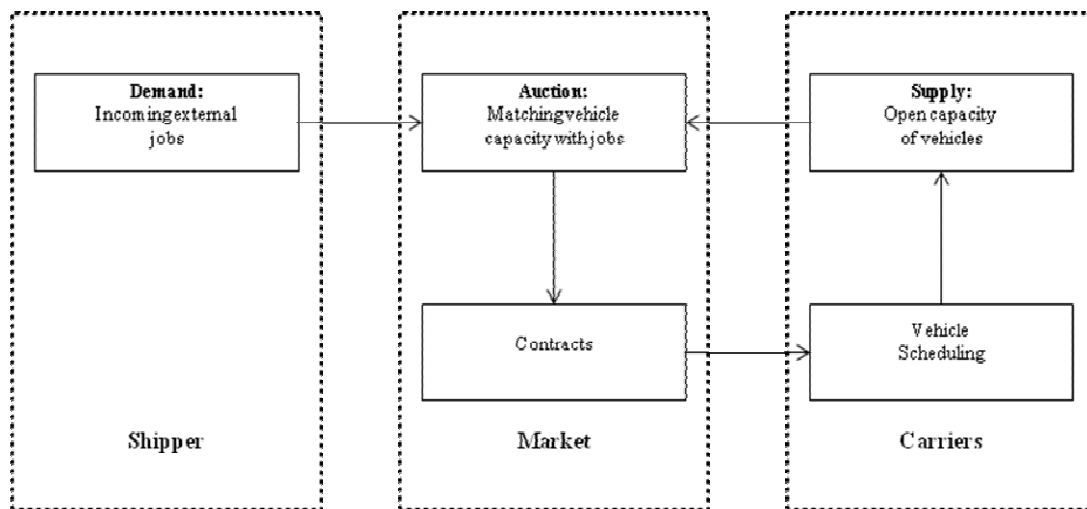 Demand:
Incoming external
jobs
Auction:
Matching vehicle
capacity with jobs
Supply:
Open capacity
of vehicles
Contracts
Vehicle
Scheduling
Shipper
Market
Carriers